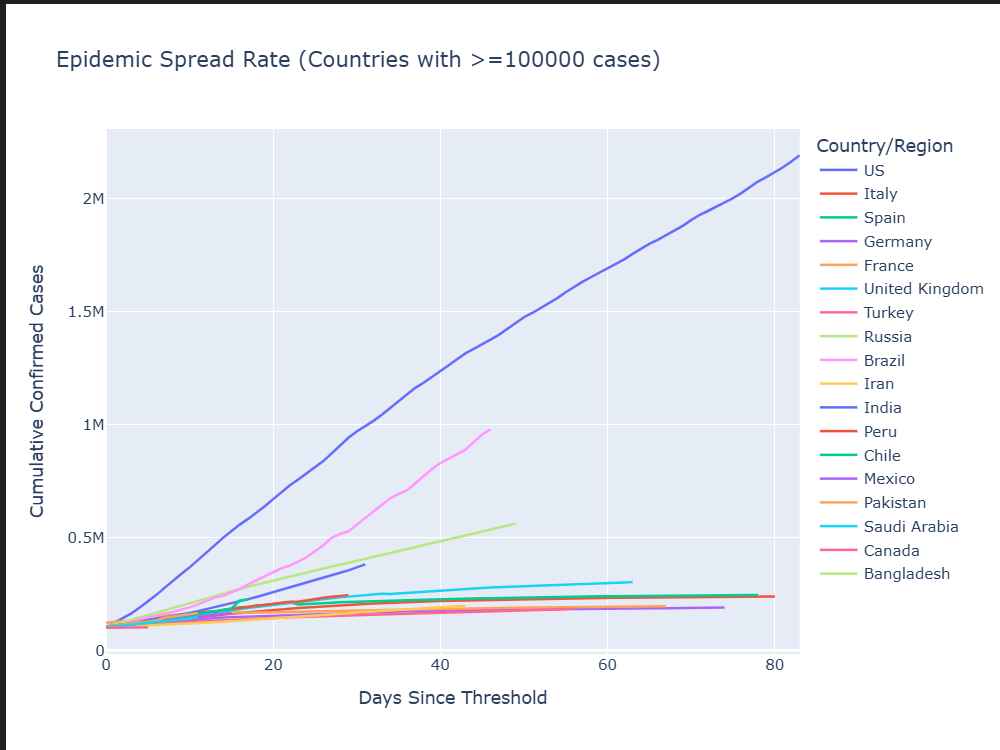 Epidemic Spread Rate (Countries with >=100000 cases)
Country/Region
US
Italy
Spain
Germany
France
United Kingdom
Turkey
Russia
Brazil
Iran
India
Peru
Chile
Mexico
Pakistan
Saudi Arabia
Canada
Bangladesh
Cumulative Confirmed Cases
2M
1.5M
1M
0.5M
0
0 20 40 60 80
Days Since Threshold